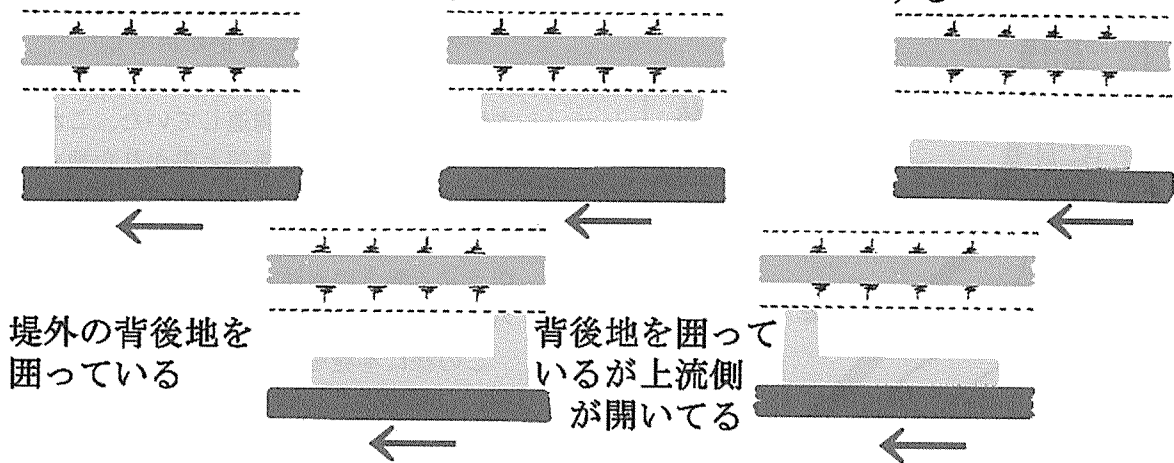 堤外の背後地を
囲っている
背後地を囲って
いるが上流側
が開いてる